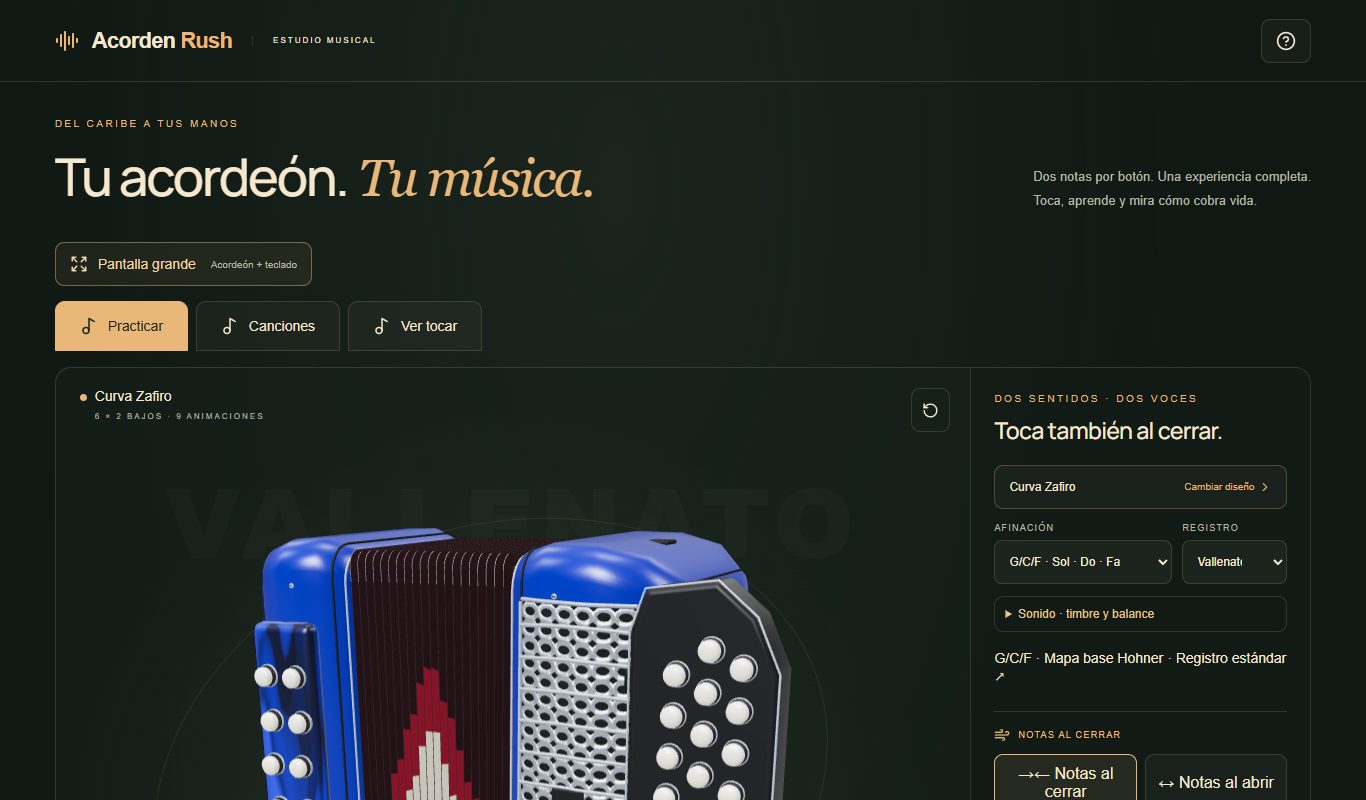 Acorden Rush
ESTUDIO MUSICAL
DEL CARIBE A TUS MANOS
Tu acordeón. Tu música.
Dos notas por botón. Una experiencia completa.
Toca, aprende y mira cómo cobra vida.
Pantalla grande Acordeón + teclado
Practicar
Canciones
Ver tocar
Curva Zafiro
6 × 2 BAJOS · 9 ANIMACIONES
VALLENATO
DOS SENTIDOS · DOS VOCES
Toca también al cerrar.
Curva Zafiro Cambiar diseño
AFINACIÓN REGISTRO
G/C/F · Sol · Do · Fa Vallenato
Sonido · timbre y balance
G/C/F · Mapa base Hohner · Registro estándar
↗
NOTAS AL CERRAR
→← Notas al
cerrar
↔ Notas al abrir